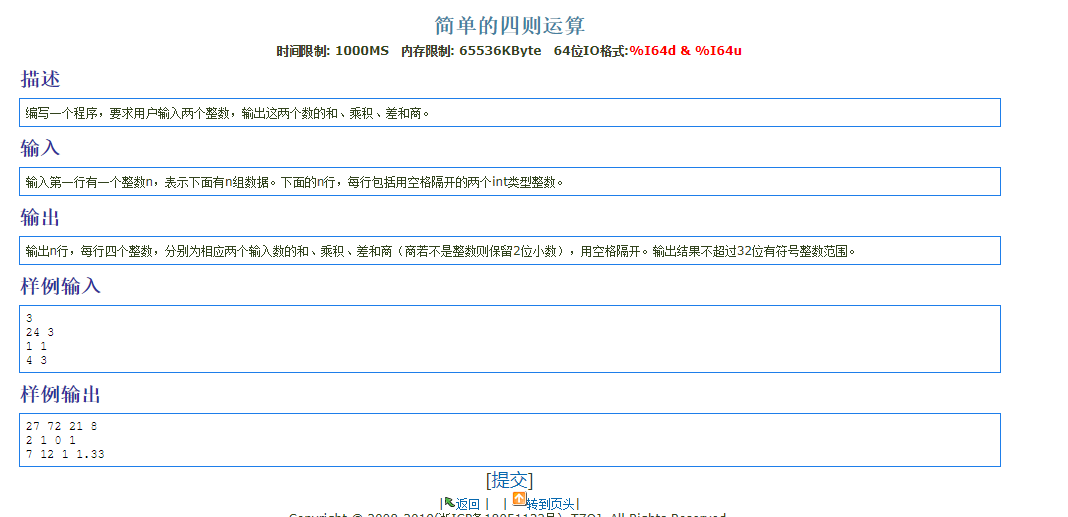 简单的四则运算
时间限制: 1000MS 内存限制: 65536KByte 64位IO格式:%I64d & %I64u
描述
编写一个程序，要求用户输入两个整数，输出这两个数的和、乘积、差和商。
输入
输入第一行有一个整数n，表示下面有n组数据。下面的n行，每行包括用空格隔开的两个int类型整数。
输出
输出n行，每行四个整数，分别为相应两个输入数的和、乘积、差和商（商若不是整数则保留2位小数），用空格隔开。输出结果不超过32位有符号整数范围。
样例输入
3
24 3
1 1
4 3
样例输出
27 72 21 8
2 1 0 1
7 12 1 1.33
[提交]
|返回 | | 转到页头|